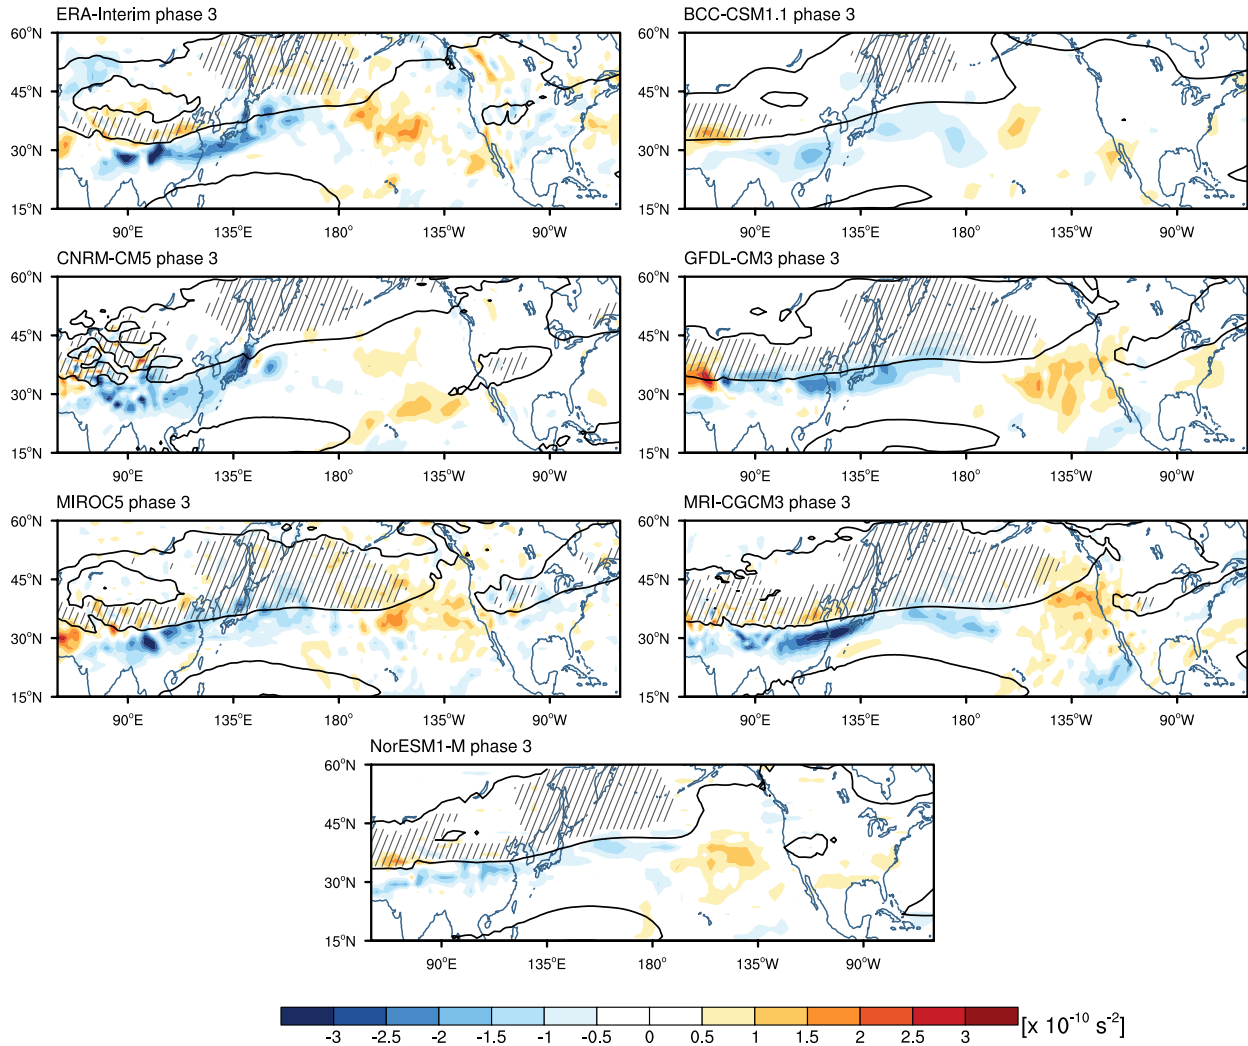 ERA-Interim phase 3
BCC-CSM1.1 phase 3
60°N
45°N
30°N
15°N
90°E
135°E
180°
135°W
90°W
60°N
45°N
30°N
15°N
90°E
135°E
180°
135°W
90°W
CNRM-CM5 phase 3
GFDL-CM3 phase 3
60°N
45°N
30°N
15°N
90°E
135°E
180°
135°W
90°W
60°N
45°N
30°N
15°N
90°E
135°E
180°
135°W
90°W
MIROC5 phase 3
MRI-CGCM3 phase 3
60°N
45°N
30°N
15°N
90°E
135°E
180°
135°W
90°W
60°N
45°N
30°N
15°N
90°E
135°E
180°
135°W
90°W
NorESM1-M phase 3
60°N
45°N
30°N
15°N
90°E
135°E
180°
135°W
90°W
-3 -2.5 -2 -1.5 -1 -0.5 0 0.5 1 1.5 2 2.5 3
[x 10⁻¹⁰ s⁻²]